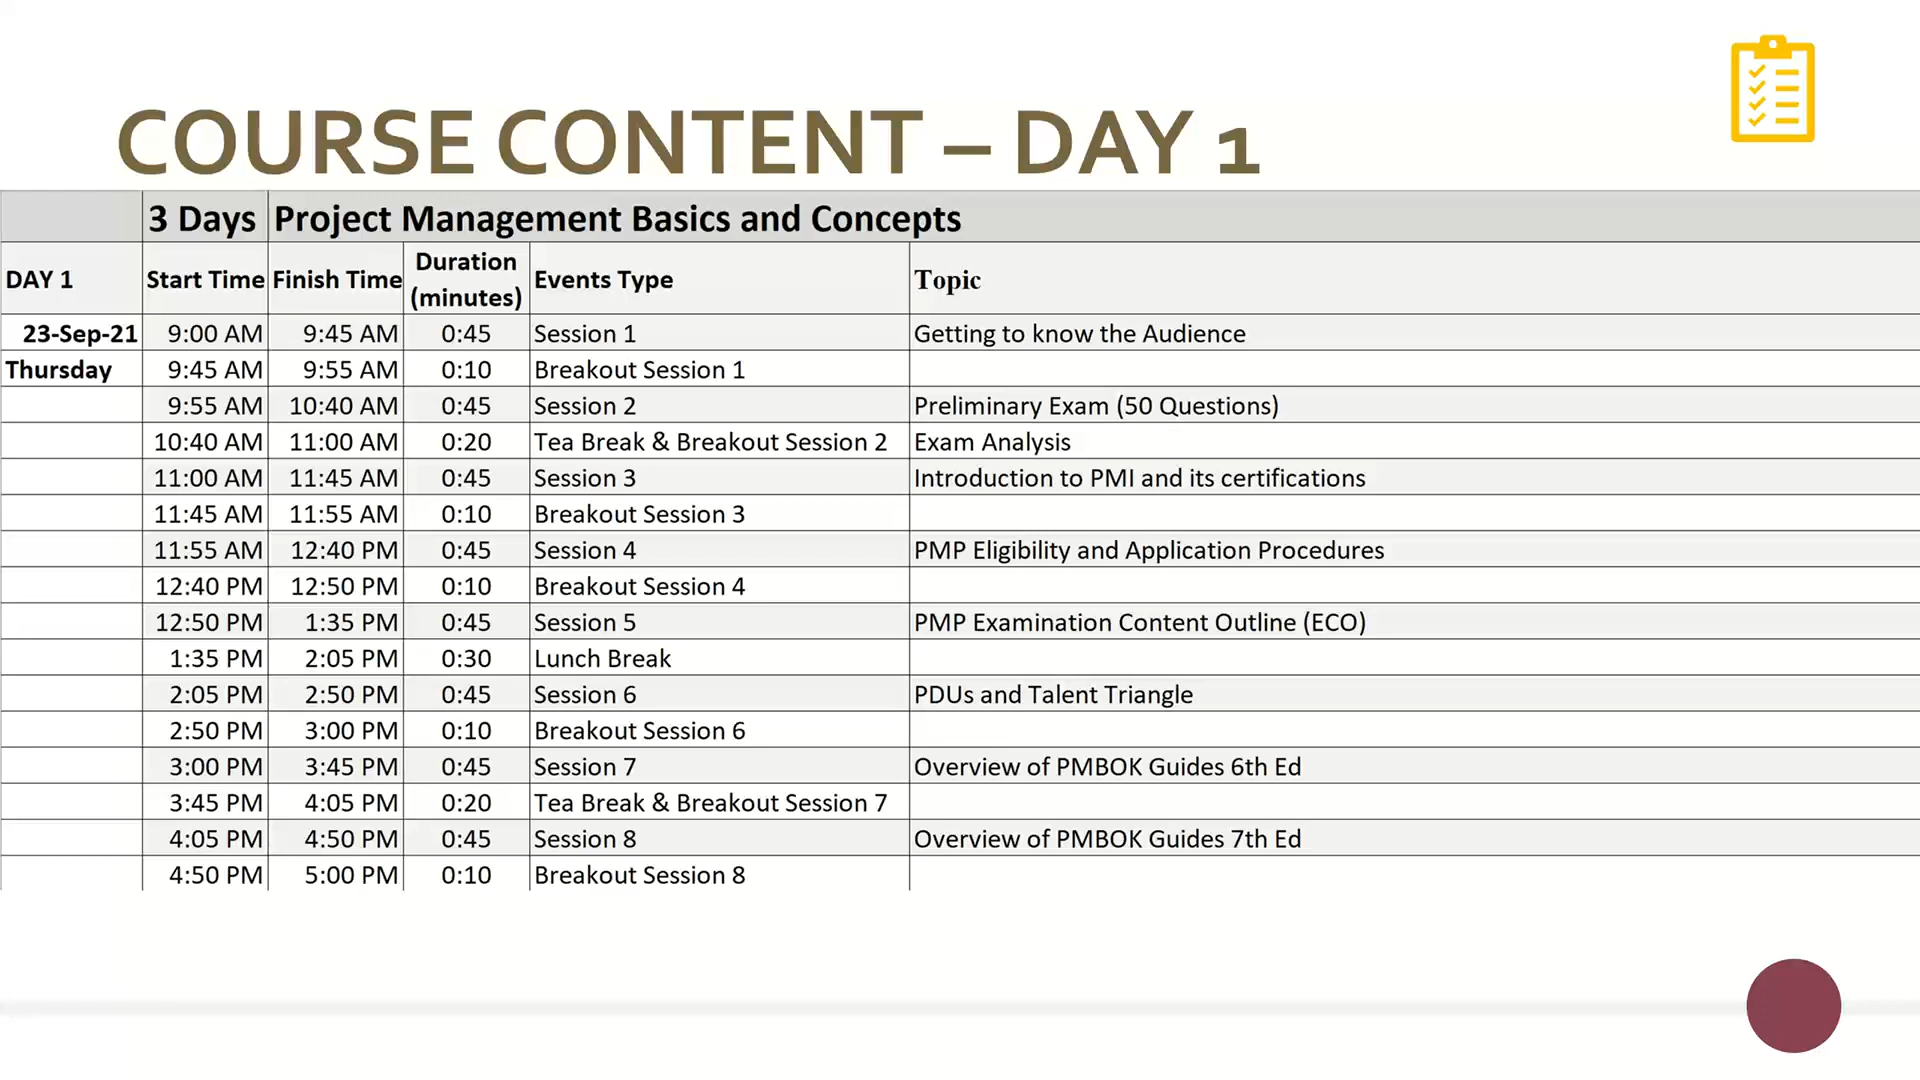 COURSE CONTENT – DAY 1
3 Days Project Management Basics and Concepts
DAY 1 Start Time Finish Time Duration (minutes) Events Type Topic
23-Sep-21 9:00 AM 9:45 AM 0:45 Session 1 Getting to know the Audience
Thursday 9:45 AM 9:55 AM 0:10 Breakout Session 1
9:55 AM 10:40 AM 0:45 Session 2 Preliminary Exam (50 Questions)
10:40 AM 11:00 AM 0:20 Tea Break & Breakout Session 2 Exam Analysis
11:00 AM 11:45 AM 0:45 Session 3 Introduction to PMI and its certifications
11:45 AM 11:55 AM 0:10 Breakout Session 3
11:55 AM 12:40 PM 0:45 Session 4 PMP Eligibility and Application Procedures
12:40 PM 12:50 PM 0:10 Breakout Session 4
12:50 PM 1:35 PM 0:45 Session 5 PMP Examination Content Outline (ECO)
1:35 PM 2:05 PM 0:30 Lunch Break
2:05 PM 2:50 PM 0:45 Session 6 PDUs and Talent Triangle
2:50 PM 3:00 PM 0:10 Breakout Session 6
3:00 PM 3:45 PM 0:45 Session 7 Overview of PMBOK Guides 6th Ed
3:45 PM 4:05 PM 0:20 Tea Break & Breakout Session 7
4:05 PM 4:50 PM 0:45 Session 8 Overview of PMBOK Guides 7th Ed
4:50 PM 5:00 PM 0:10 Breakout Session 8